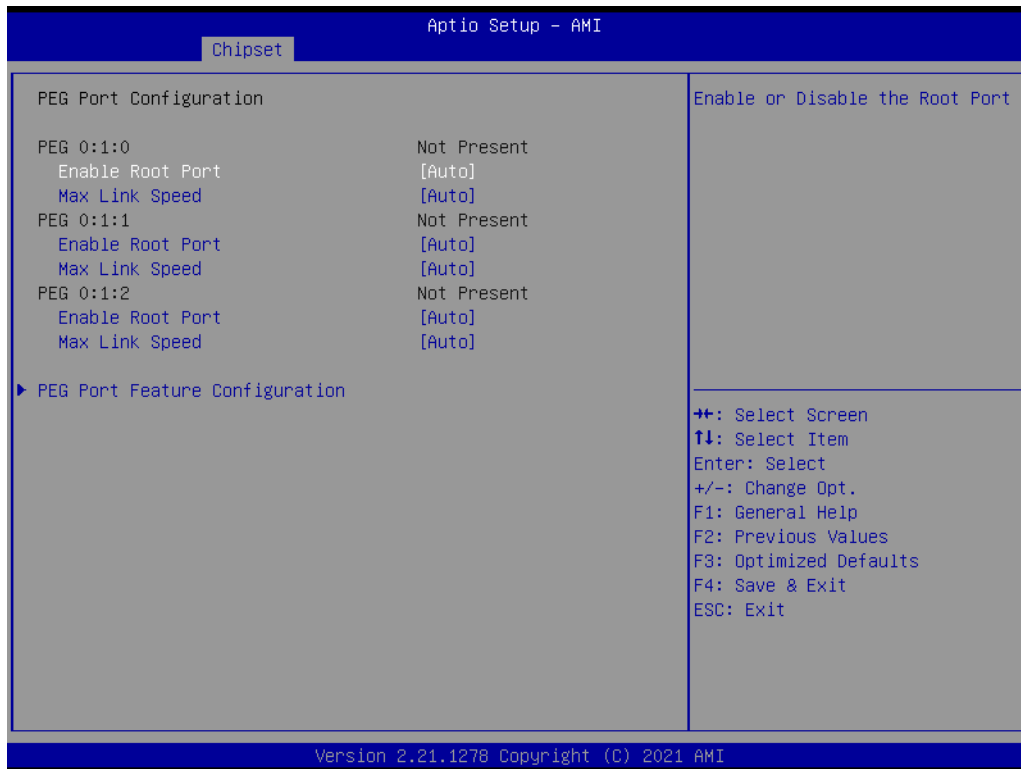 Aptio Setup – AMI
Chipset
PEG Port Configuration
PEG 0:1:0 Not Present
Enable Root Port [Auto]
Max Link Speed [Auto]
PEG 0:1:1 Not Present
Enable Root Port [Auto]
Max Link Speed [Auto]
PEG 0:1:2 Not Present
Enable Root Port [Auto]
Max Link Speed [Auto]
PEG Port Feature Configuration
Enable or Disable the Root Port
→←: Select Screen
↑↓: Select Item
Enter: Select
+/-: Change Opt.
F1: General Help
F2: Previous Values
F3: Optimized Defaults
F4: Save & Exit
ESC: Exit
Version 2.21.1278 Copyright (C) 2021 AMI